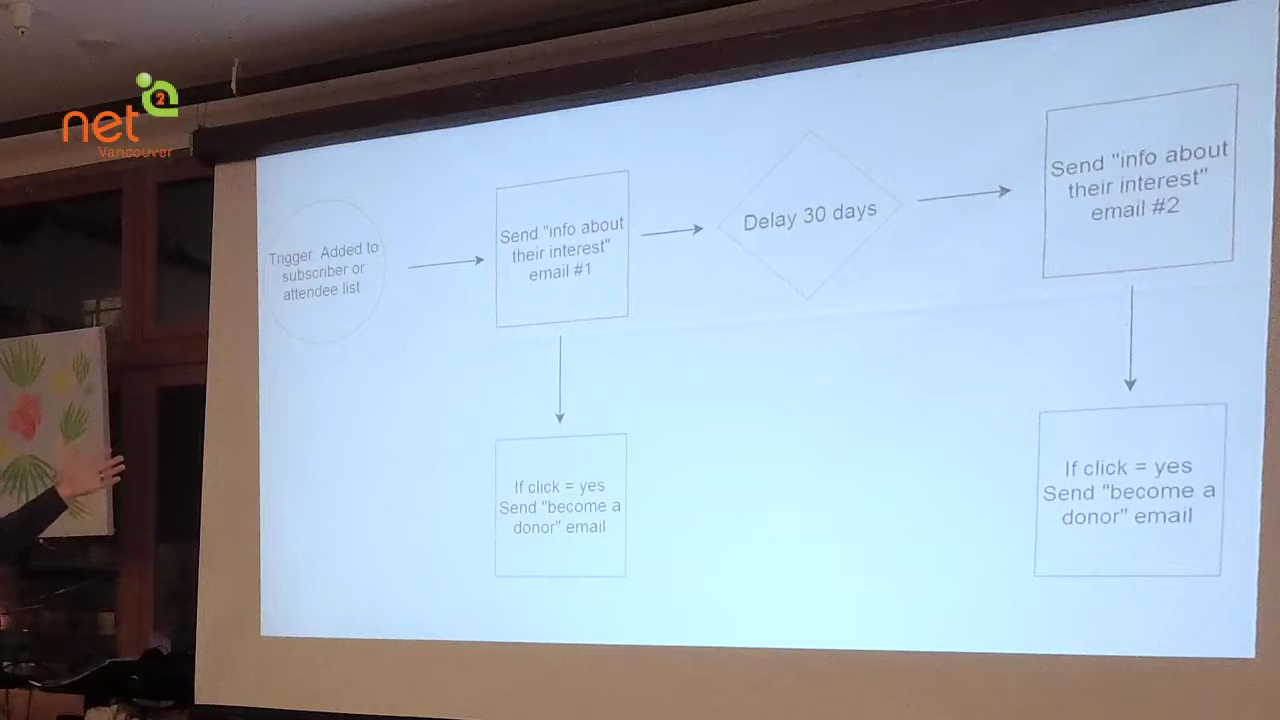 net2
Vancouver
Trigger Added to
subscriber or
attendee list
Send "info about
their interest"
email #1
Delay 30 days
Send "info about
their interest"
email #2
If click = yes
Send "become a
donor" email
If click = yes
Send "become a
donor" email